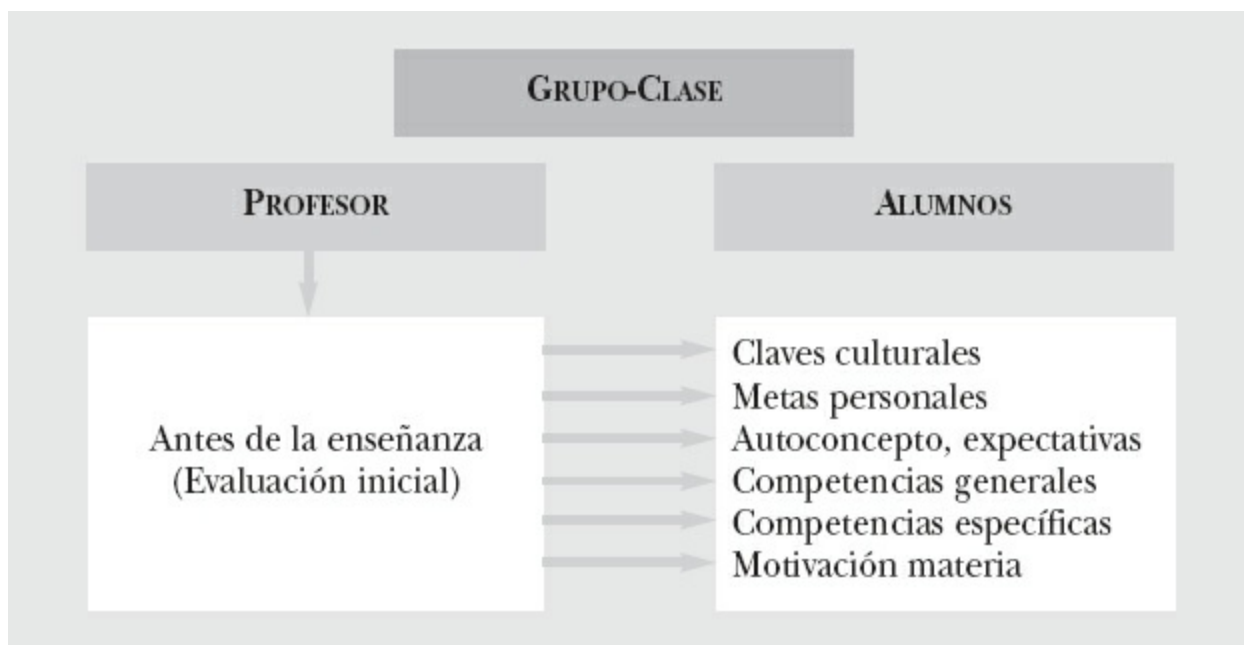 GRUPO-CLASE
PROFESOR
ALUMNOS
Antes de la enseñanza
(Evaluación inicial)
Claves culturales
Metas personales
Autoconcepto, expectativas
Competencias generales
Competencias específicas
Motivación materia